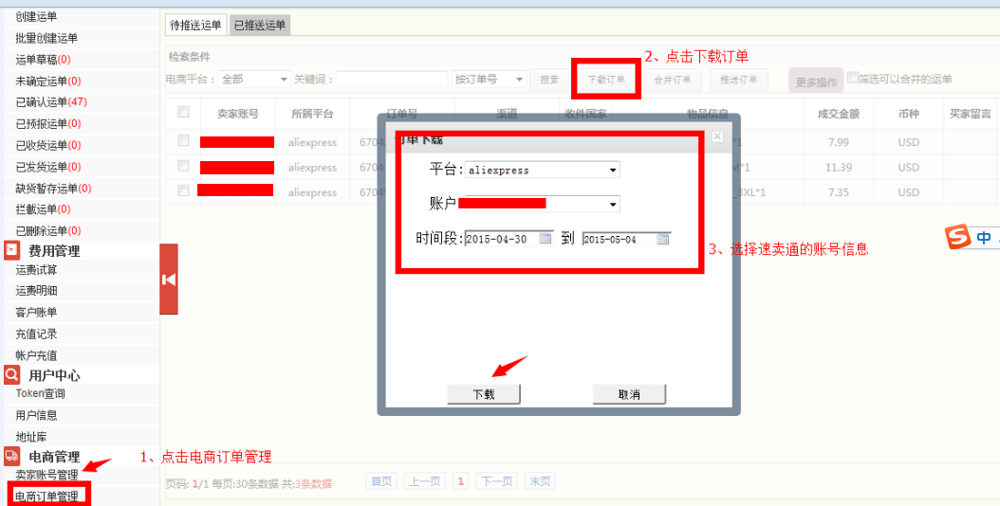 创建运单
批量创建运单
运单草稿(0)
未确定运单(0)
已确认运单(47)
已预报运单(0)
已收货运单(0)
已发货运单(0)
缺货暂存运单(0)
拦截运单(0)
已删除运单(0)
费用管理
运费试算
运费明细
客户账单
充值记录
帐户充值
用户中心
Token查询
用户信息
地址库
电商管理
卖家账号管理
电商订单管理
1、点击电商订单管理
待推送运单 已推送运单
检索条件
2、点击下载订单
电商平台： 全部 关键词： 按订单号 搜索 下载订单 合并订单 推送订单 更多操作 筛选可以合并的运单
卖家账号 所属平台 订单号 渠道 收件国家 物品信息 成交金额 币种 买家留言
aliexpress 6704 *1 7.99 USD
aliexpress 6704 *1 11.39 USD
aliexpress 6704 _3XL*1 7.35 USD
订单下载
平台: aliexpress
账户
时间段: 2015-04-30 到 2015-05-04
3、选择速卖通的账号信息
下载 取消
页码: 1/1 每页:30条数据 共:3条数据 首页 上一页 1 下一页 末页
S 中